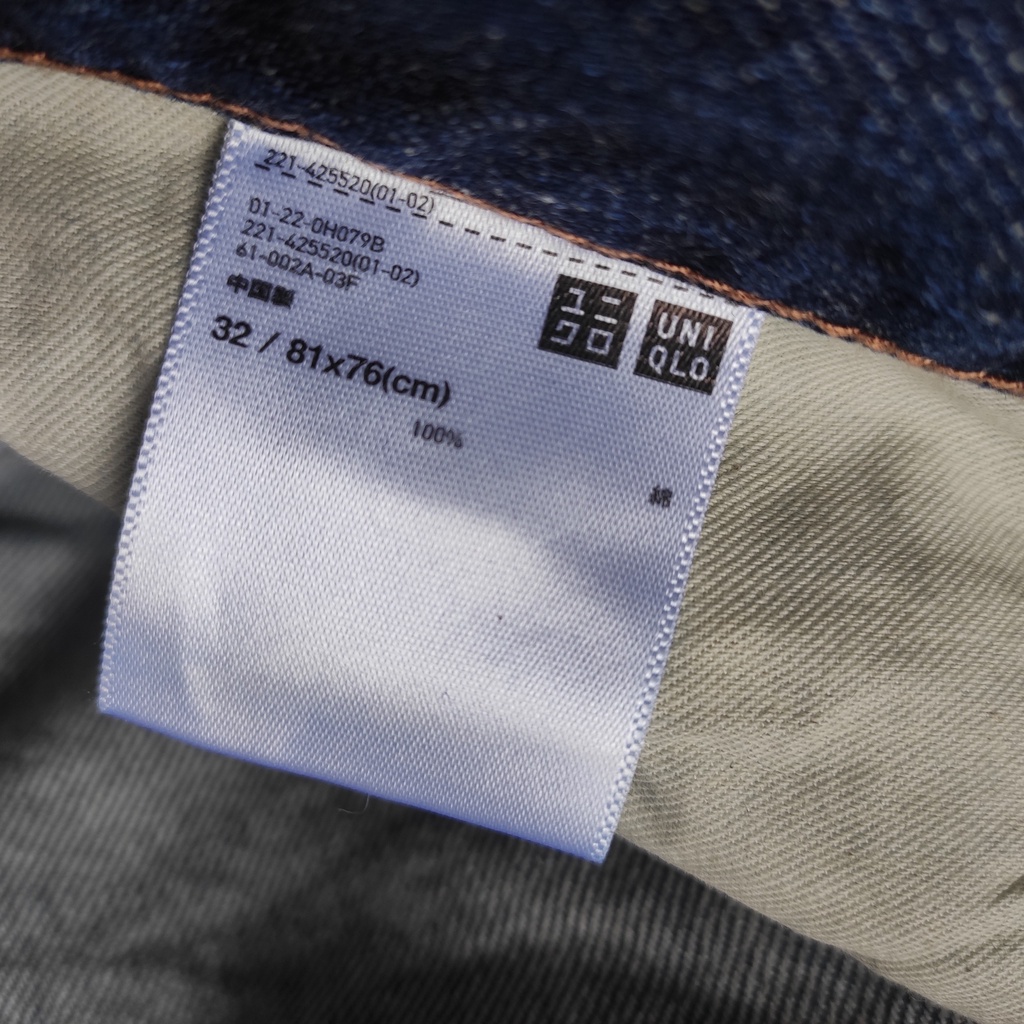 221-425520(01-02)
01-22-0H079B
221-425520(01-02)
61-002A-03F
中国製
32 / 81x76(cm)
ユニ
クロ
UNI
QLO
100%
綿